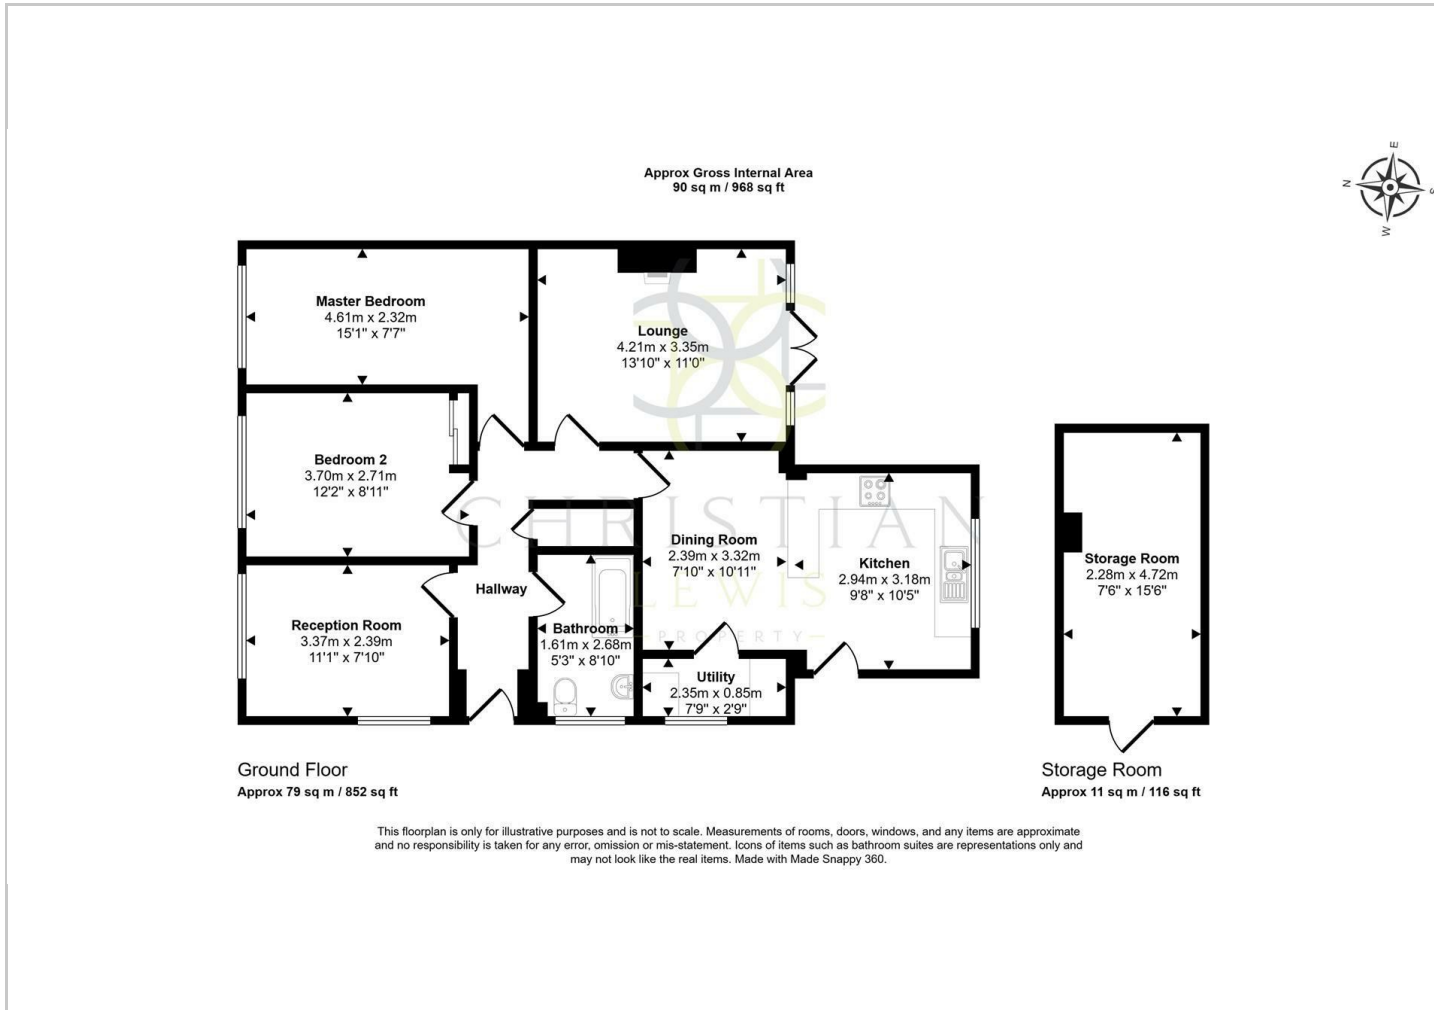 Approx Gross Internal Area
90 sq m / 968 sq ft
E
N
S
W
Master Bedroom
4.61m x 2.32m
15'1" x 7'7"
Lounge
4.21m x 3.35m
13'10" x 11'0"
Bedroom 2
3.70m x 2.71m
12'2" x 8'11"
Dining Room
2.39m x 3.32m
7'10" x 10'11"
Kitchen
2.94m x 3.18m
9'8" x 10'5"
Storage Room
2.28m x 4.72m
7'6" x 15'6"
Hallway
Reception Room
3.37m x 2.39m
11'1" x 7'10"
Bathroom
1.61m x 2.68m
5'3" x 8'10"
Utility
2.35m x 0.85m
7'9" x 2'9"
CHRISTIAN
LEWIS
PROPERTY
Ground Floor
Approx 79 sq m / 852 sq ft
Storage Room
Approx 11 sq m / 116 sq ft
This floorplan is only for illustrative purposes and is not to scale. Measurements of rooms, doors, windows, and any items are approximate
and no responsibility is taken for any error, omission or mis-statement. Icons of items such as bathroom suites are representations only and
may not look like the real items. Made with Made Snappy 360.